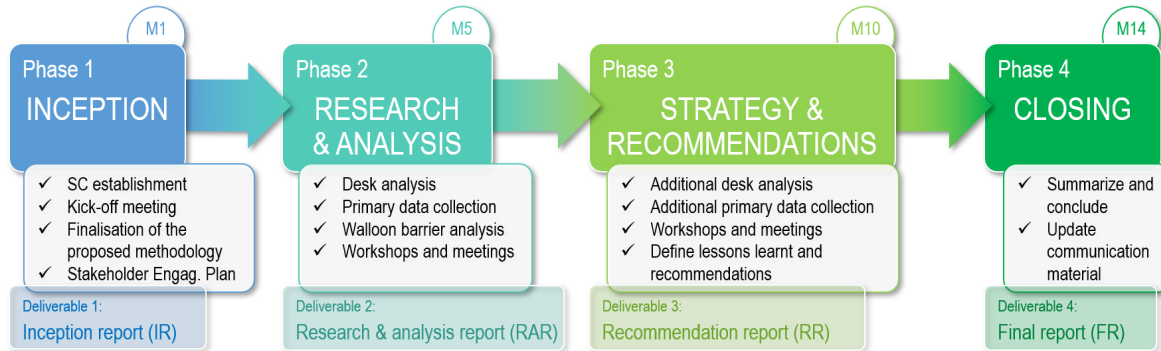 M1
Phase 1
INCEPTION
✓ SC establishment
✓ Kick-off meeting
✓ Finalisation of the
proposed methodology
✓ Stakeholder Engag. Plan
Deliverable 1:
Inception report (IR)
M5
Phase 2
RESEARCH
& ANALYSIS
✓ Desk analysis
✓ Primary data collection
✓ Walloon barrier analysis
✓ Workshops and meetings
Deliverable 2:
Research & analysis report (RAR)
M10
Phase 3
STRATEGY &
RECOMMENDATIONS
✓ Additional desk analysis
✓ Additional primary data collection
✓ Workshops and meetings
✓ Define lessons learnt and
recommendations
Deliverable 3:
Recommendation report (RR)
M14
Phase 4
CLOSING
✓ Summarize and
conclude
✓ Update
communication
material
Deliverable 4:
Final report (FR)